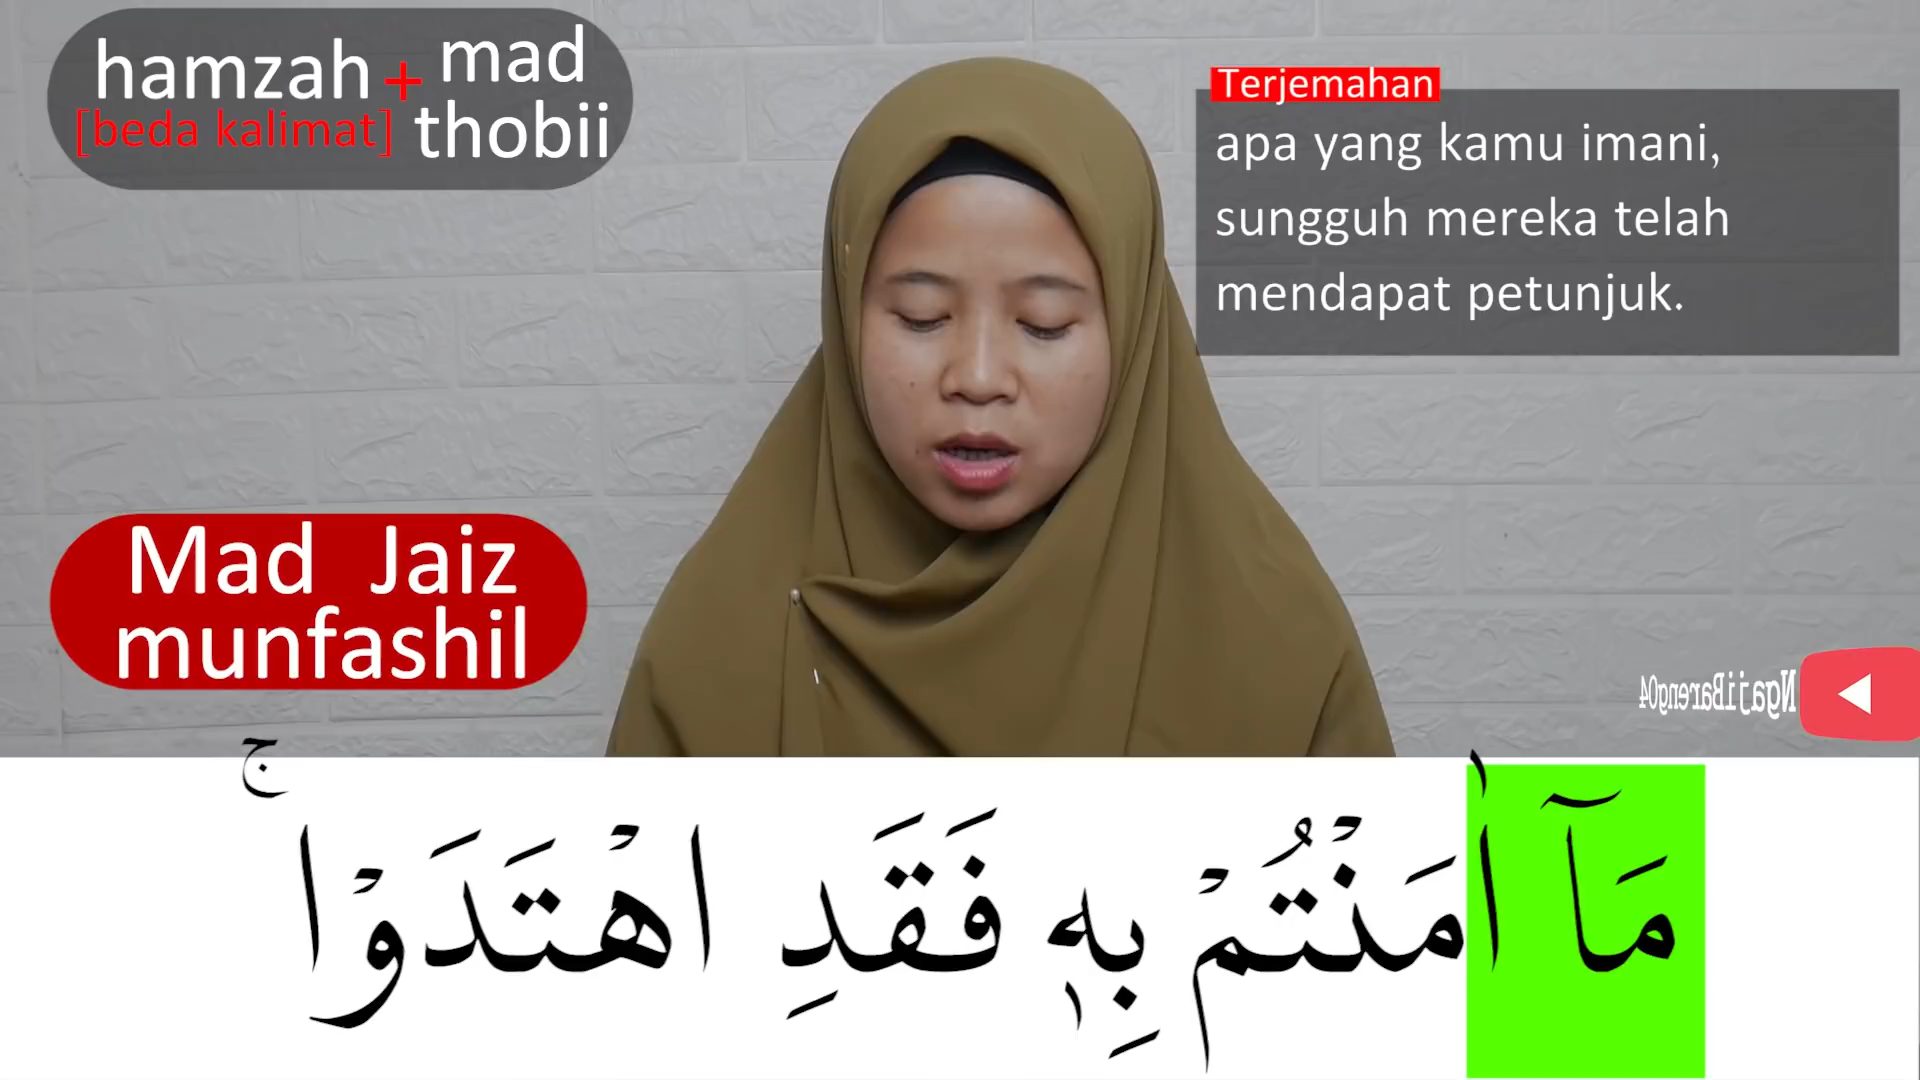 hamzah + mad
[beda kalimat] thobii
Terjemahan
apa yang kamu imani,
sungguh mereka telah
mendapat petunjuk.
Mad Jaiz
munfashil
NgajiBareng04
مَآ اٰمَنْتُمْ بِهٖ فَقَدِ اهْتَدَوْا ۚ